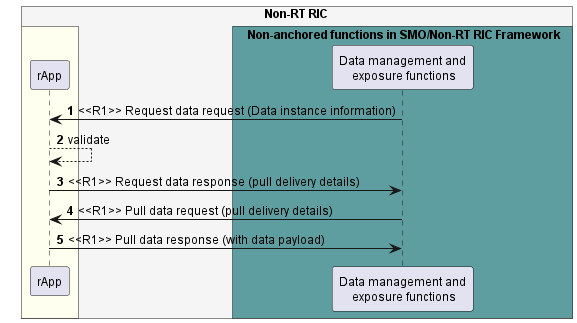 Non-RT RIC
Non-anchored functions in SMO/Non-RT RIC Framework
rApp
Data management and
exposure functions
1 <<R1>> Request data request (Data instance information)
2 validate
3 <<R1>> Request data response (pull delivery details)
4 <<R1>> Pull data request (pull delivery details)
5 <<R1>> Pull data response (with data payload)
rApp
Data management and
exposure functions